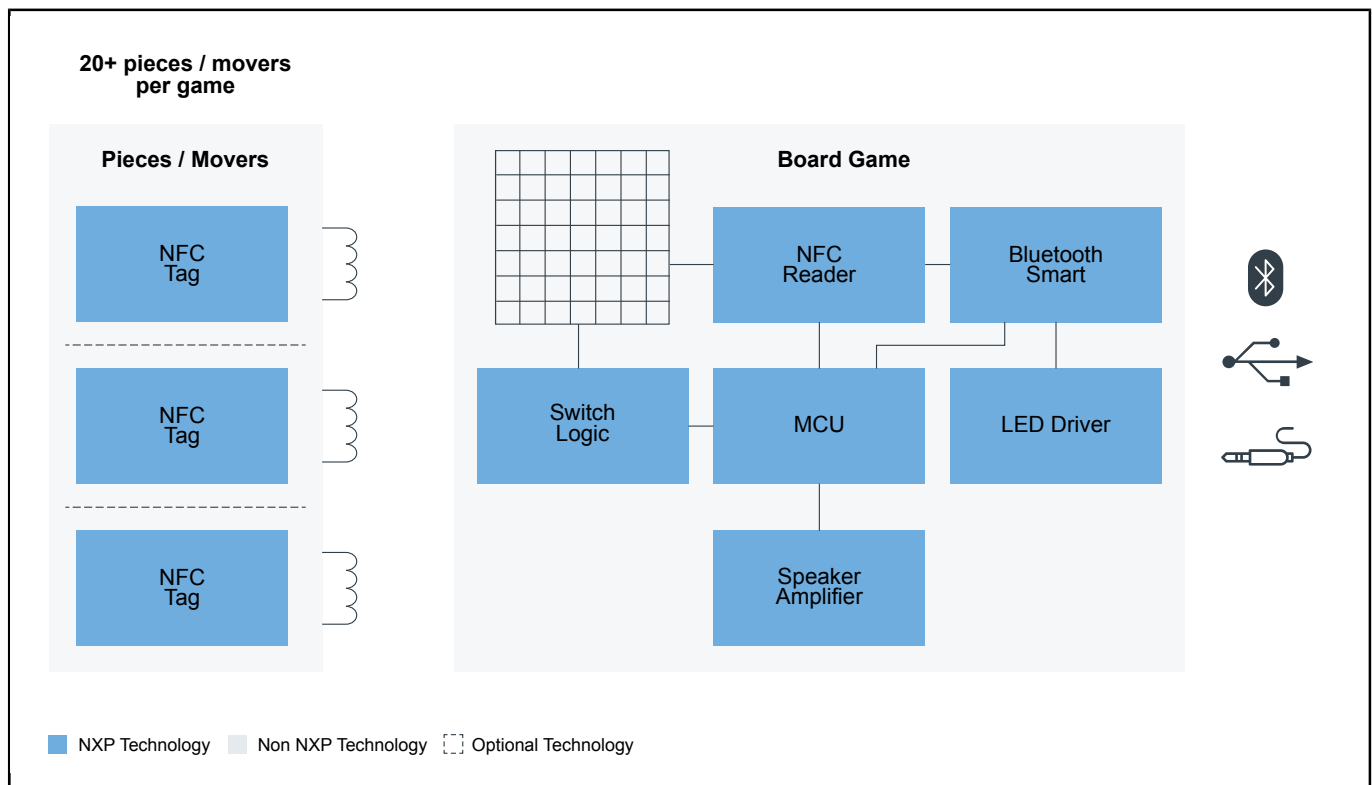 20+ pieces / movers
per game
Pieces / Movers
NFC
Tag
NFC
Tag
NFC
Tag
Board Game
NFC
Reader
Bluetooth
Smart
Switch
Logic
MCU
LED Driver
Speaker
Amplifier
NXP Technology
Non NXP Technology
Optional Technology